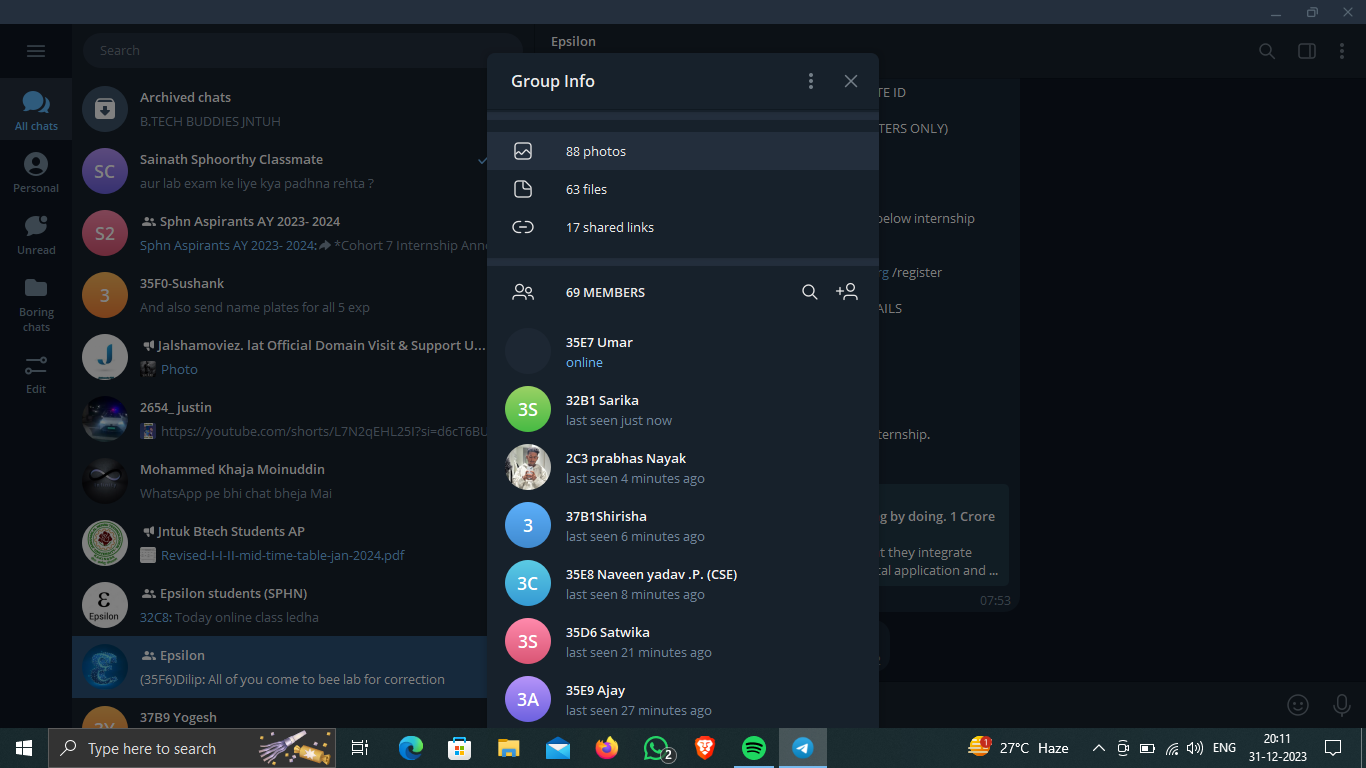 Search
All chats
Personal
Unread
Boring
chats
Edit
Archived chats
B.TECH BUDDIES JNTUH
SC
Sainath Sphoorthy Classmate
aur lab exam ke liye kya padhna rehta ?
S2
Sphn Aspirants AY 2023- 2024
Sphn Aspirants AY 2023- 2024: *Cohort 7 Internship Ann
3
35F0-Sushank
And also send name plates for all 5 exp
Jalshamoviez. lat Official Domain Visit & Support U...
Photo
2654_ justin
https://youtube.com/shorts/L7N2qEHL25I?si=d6cT6BU
Mohammed Khaja Moinuddin
WhatsApp pe bhi chat bheja Mai
Jntuk Btech Students AP
Revised-I-I-II-mid-time-table-jan-2024.pdf
Epsilon
Epsilon students (SPHN)
32C8: Today online class ledha
Epsilon
(35F6)Dilip: All of you come to bee lab for correction
3Y
37B9 Yogesh
Epsilon
Group Info
88 photos
63 files
17 shared links
69 MEMBERS
35E7 Umar
online
3S
32B1 Sarika
last seen just now
2C3 prabhas Nayak
last seen 4 minutes ago
3
37B1Shirisha
last seen 6 minutes ago
3C
35E8 Naveen yadav .P. (CSE)
last seen 8 minutes ago
3S
35D6 Satwika
last seen 21 minutes ago
3A
35E9 Ajay
last seen 27 minutes ago
TE ID
TERS ONLY)
below internship
rg /register
AILS
ternship.
g by doing. 1 Crore
t they integrate
al application and ...
07:53
Type here to search
2
1
27°C Haze
ENG
20:11
31-12-2023